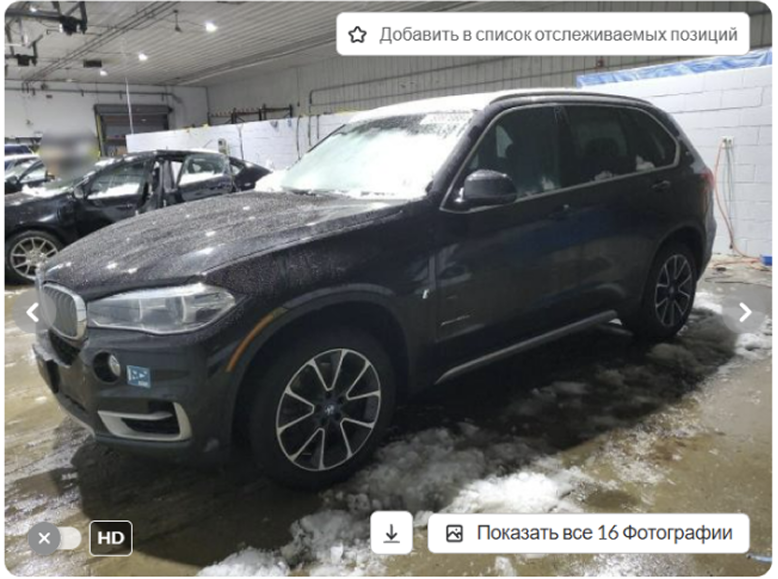 Добавить в список отслеживаемых позиций
HD
Показать все 16 Фотографии